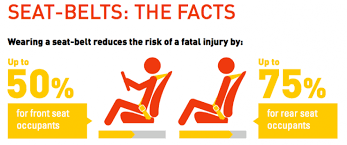 SEAT-BELTS: THE FACTS
Wearing a seat-belt reduces the risk of a fatal injury by:
Up to
50%
for front seat
occupants
Up to
75%
for rear seat
occupants